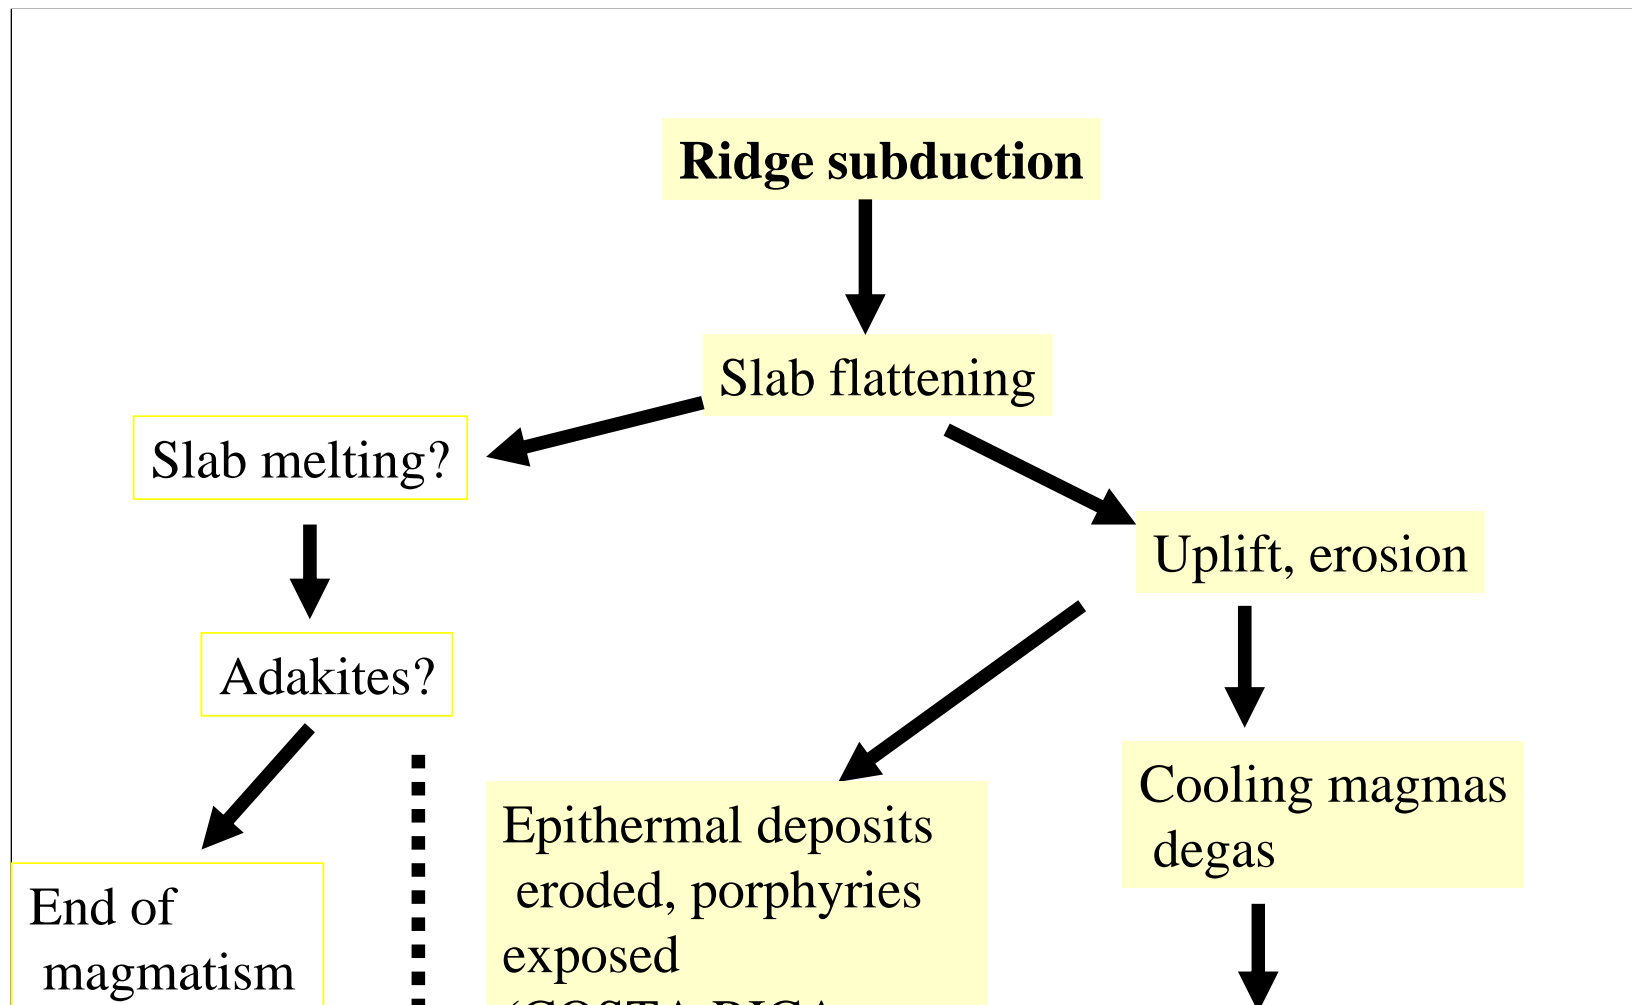 Ridge subduction
Slab flattening
Slab melting?
Uplift, erosion
Adakites?
Cooling magmas
degas
Epithermal deposits
eroded, porphyries
exposed
End of
magmatism